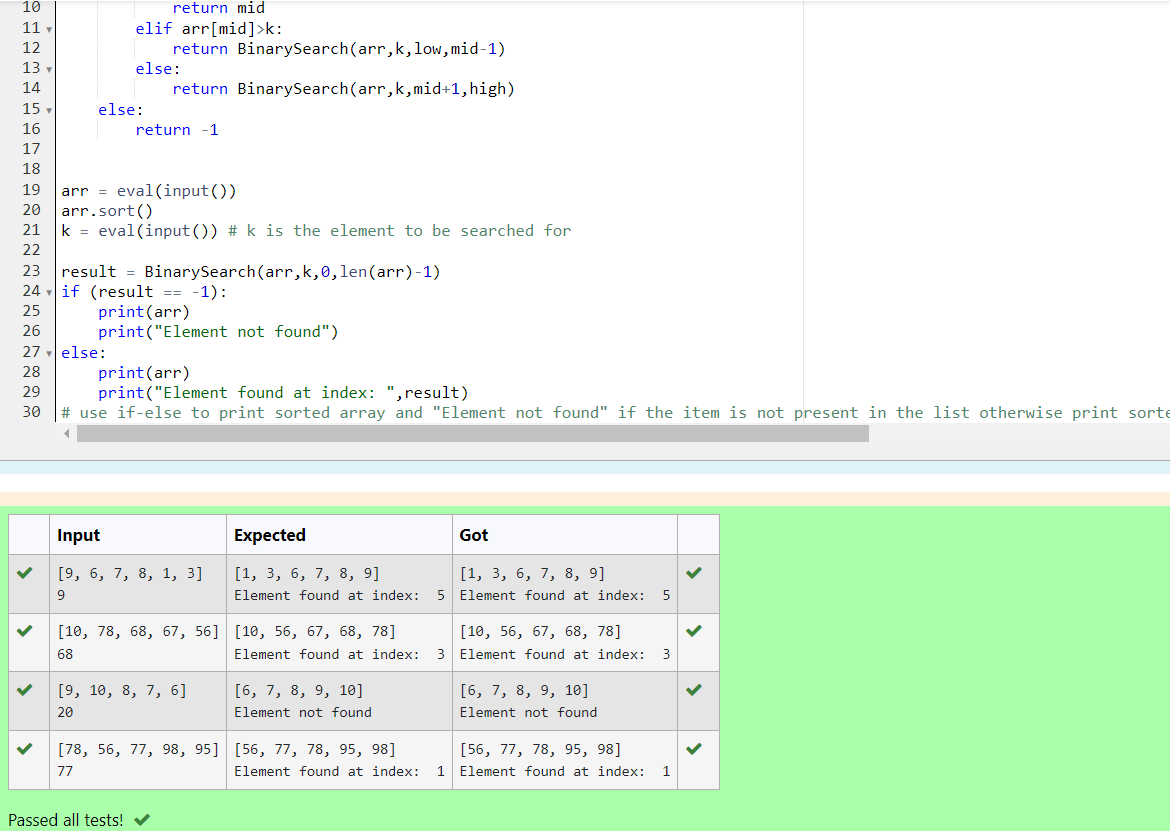 10 return mid
11 elif arr[mid]>k:
12 return BinarySearch(arr,k,low,mid-1)
13 else:
14 return BinarySearch(arr,k,mid+1,high)
15 else:
16 return -1
17
18
19 arr = eval(input())
20 arr.sort()
21 k = eval(input()) # k is the element to be searched for
22
23 result = BinarySearch(arr,k,0,len(arr)-1)
24 if (result == -1):
25 print(arr)
26 print("Element not found")
27 else:
28 print(arr)
29 print("Element found at index: ",result)
30 # use if-else to print sorted array and "Element not found" if the item is not present in the list otherwise print sorte
Input Expected Got
[9, 6, 7, 8, 1, 3] [1, 3, 6, 7, 8, 9] [1, 3, 6, 7, 8, 9]
9 Element found at index:  5 Element found at index:  5
[10, 78, 68, 67, 56] [10, 56, 67, 68, 78] [10, 56, 67, 68, 78]
68 Element found at index:  3 Element found at index:  3
[9, 10, 8, 7, 6] [6, 7, 8, 9, 10] [6, 7, 8, 9, 10]
20 Element not found Element not found
[78, 56, 77, 98, 95] [56, 77, 78, 95, 98] [56, 77, 78, 95, 98]
77 Element found at index:  1 Element found at index:  1
Passed all tests!